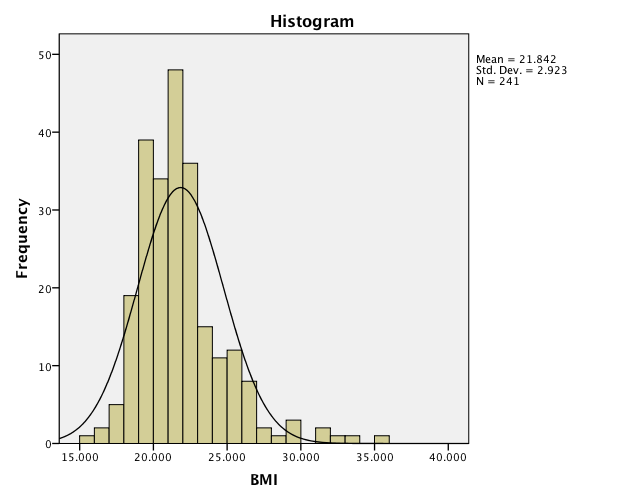 Histogram
Mean = 21.842
Std. Dev. = 2.923
N = 241
Frequency
50
40
30
20
10
0
15.000 20.000 25.000 30.000 35.000 40.000
BMI